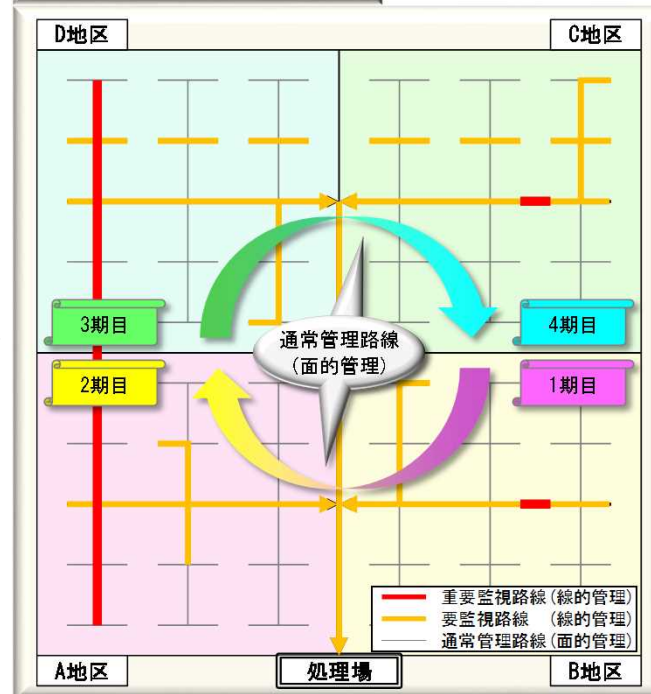 D地区
C地区
3期目
4期目
通常管理路線
(面的管理)
2期目
1期目
重要監視路線(線的管理)
要監視路線 (線的管理)
通常管理路線(面的管理)
A地区
処理場
B地区